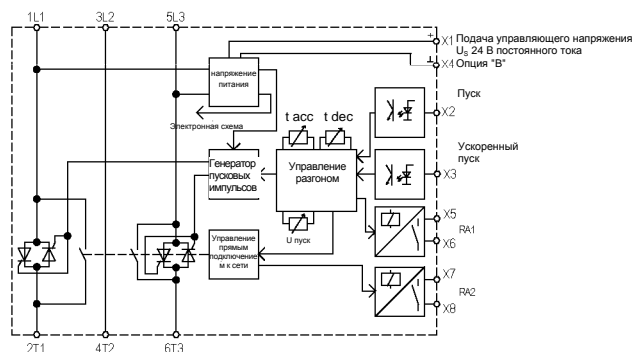 1L1 3L2 5L3
+ X1 Подача управляющего напряжения
Us 24 В постоянного тока
⊥ X4 Опция "В"
напряжение
питания
Электронная схема
Пуск
X2
t acc t dec
Ускоренный
пуск
X3
Генератор
пусковых
импульсов
Управление
разгоном
U пуск
X5
RA1
X6
Управление
прямым
подключение
м к сети
X7
RA2
X8
2T1 4T2 6T3